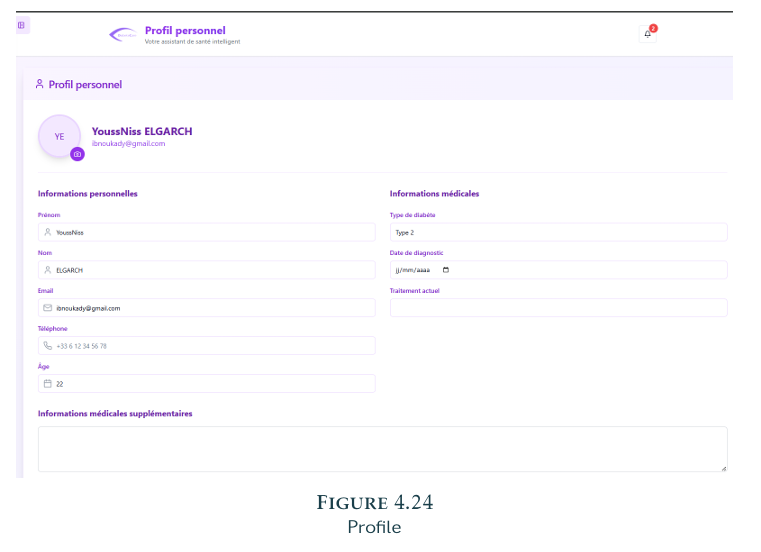 Profil personnel
Votre assistant de santé intelligent
2
Profil personnel
YE
YoussNiss ELGARCH
ibnoukady@gmail.com
Informations personnelles
Prénom
YoussNiss
Nom
ELGARCH
Email
ibnoukady@gmail.com
Téléphone
+33 6 12 34 56 78
Âge
22
Informations médicales
Type de diabète
Type 2
Date de diagnostic
jj/mm/aaaa
Traitement actuel
Informations médicales supplémentaires
FIGURE 4.24
Profile